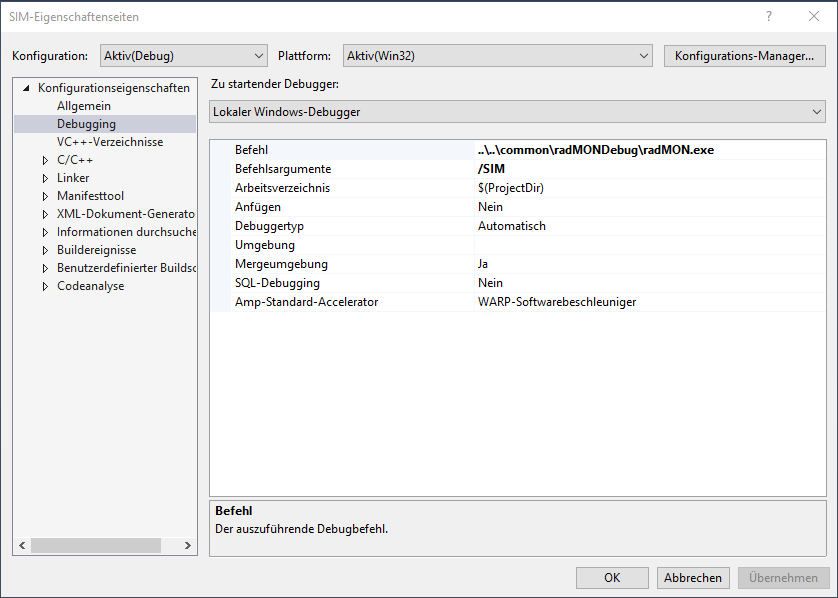 SIM-Eigenschaftenseiten
?
Konfiguration: Aktiv(Debug) Plattform: Aktiv(Win32) Konfigurations-Manager...
Konfigurationseigenschaften
Allgemein
Debugging
VC++-Verzeichnisse
C/C++
Linker
Manifesttool
XML-Dokument-Generato
Informationen durchsuche
Buildereignisse
Benutzerdefinierter Buildsc
Codeanalyse
Zu startender Debugger:
Lokaler Windows-Debugger
Befehl ..\..\common\radMONDebug\radMON.exe
Befehlsargumente /SIM
Arbeitsverzeichnis $(ProjectDir)
Anfügen Nein
Debuggertyp Automatisch
Umgebung
Mergeumgebung Ja
SQL-Debugging Nein
Amp-Standard-Accelerator WARP-Softwarebeschleuniger
Befehl
Der auszuführende Debugbefehl.
OK Abbrechen Übernehmen